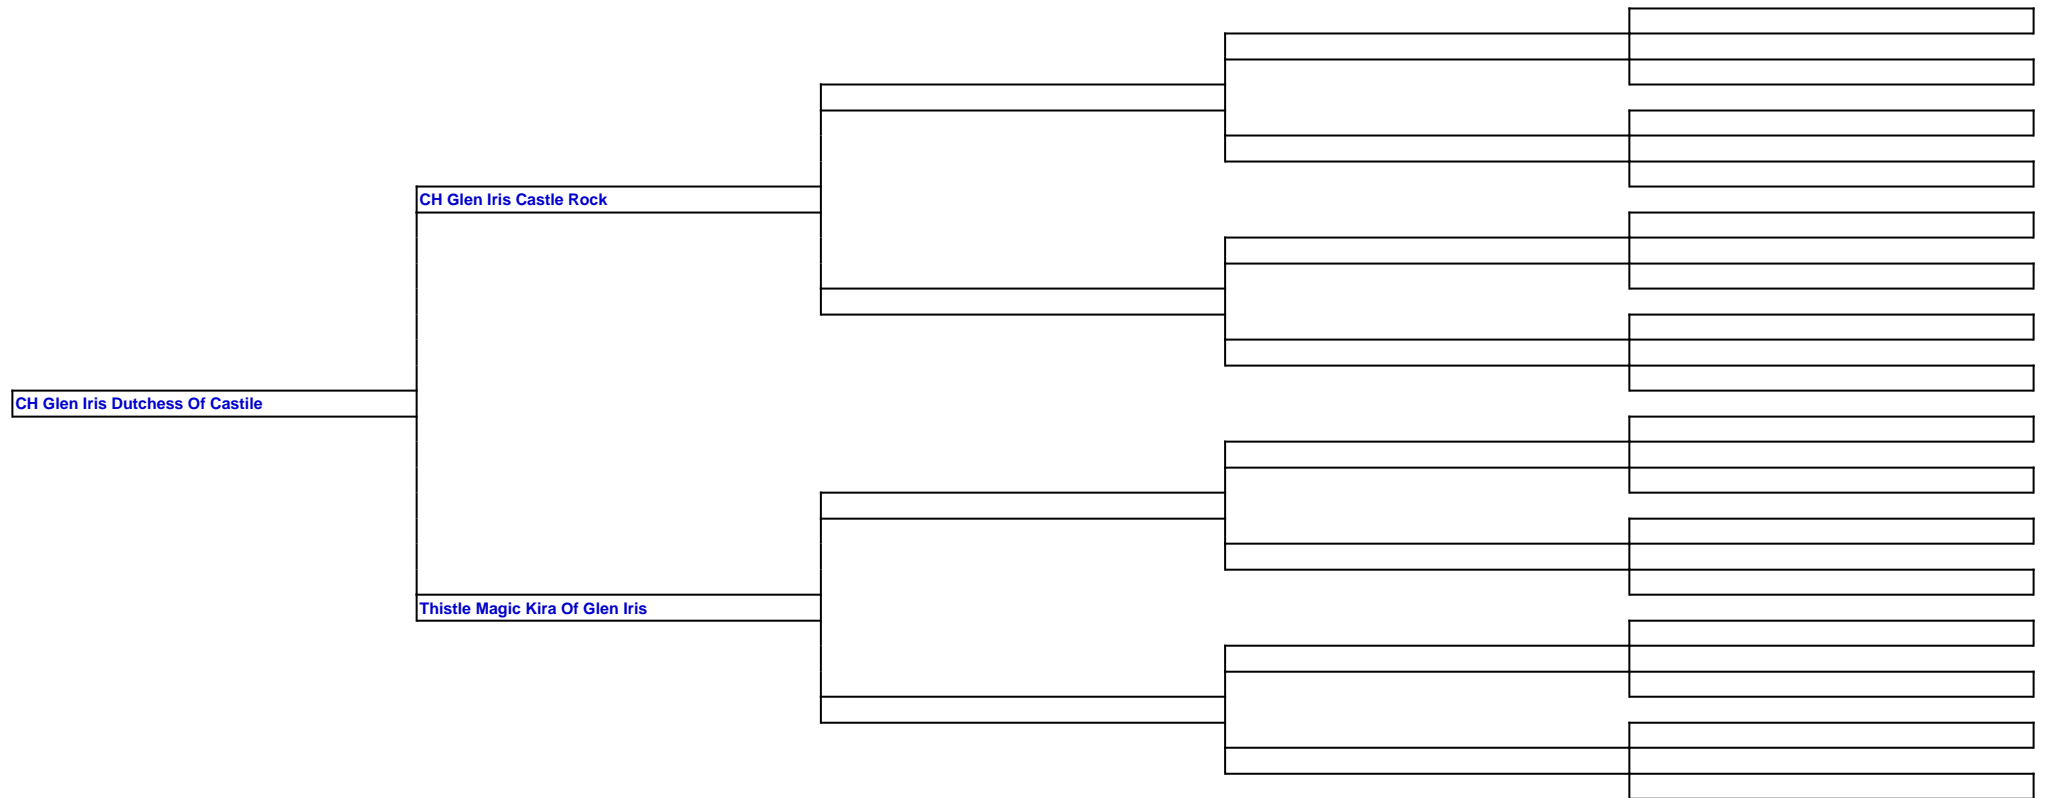 CH Glen Iris Castle Rock
CH Glen Iris Dutchess Of Castile
Thistle Magic Kira Of Glen Iris